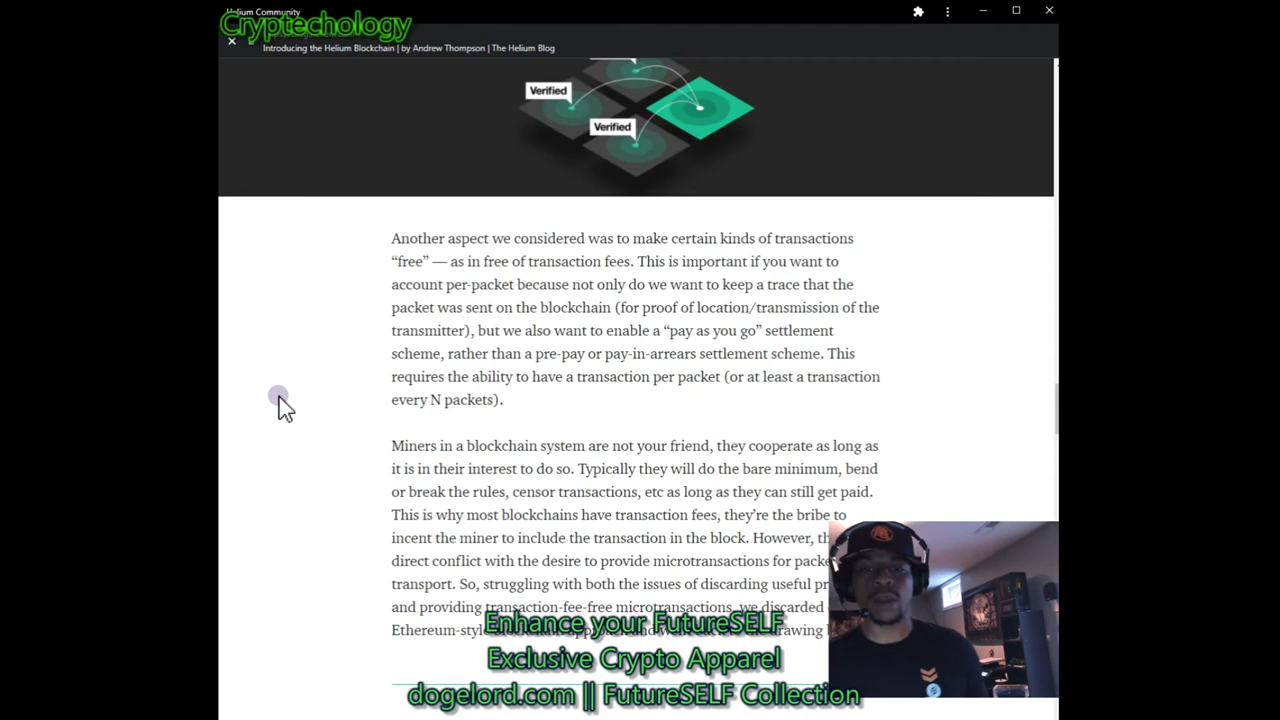 Helium Community
Cryptechology
Introducing the Helium Blockchain | by Andrew Thompson | The Helium Blog
Verified
Verified
Another aspect we considered was to make certain kinds of transactions
“free” — as in free of transaction fees. This is important if you want to
account per-packet because not only do we want to keep a trace that the
packet was sent on the blockchain (for proof of location/transmission of the
transmitter), but we also want to enable a “pay as you go” settlement
scheme, rather than a pre-pay or pay-in-arrears settlement scheme. This
requires the ability to have a transaction per packet (or at least a transaction
every N packets).
Miners in a blockchain system are not your friend, they cooperate as long as
it is in their interest to do so. Typically they will do the bare minimum, bend
or break the rules, censor transactions, etc as long as they can still get paid.
This is why most blockchains have transaction fees, they’re the bribe to
incent the miner to include the transaction in the block. However,
direct conflict with the desire to provide microtransactions for
transport. So, struggling with both the issues of discarding useful
and providing transaction-fee-free microtransactions, we discarded
Ethereum-style
Enhance your FutureSELF
Exclusive Crypto Apparel
dogelord.com || FutureSELF Collection